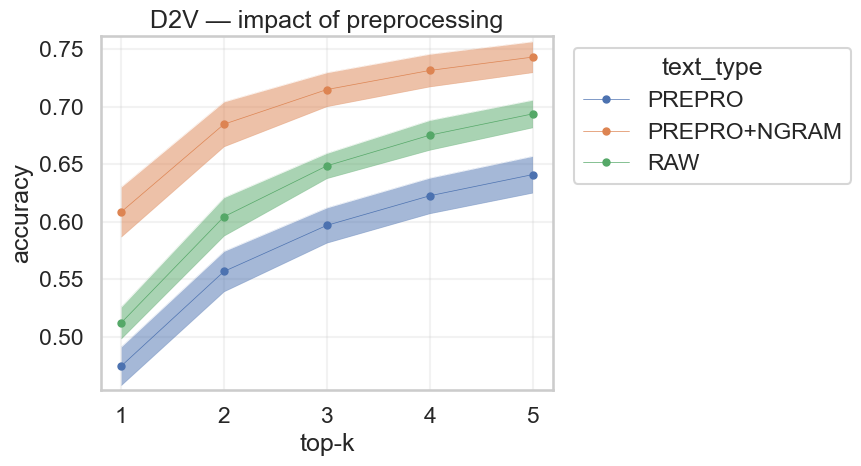 D2V — impact of preprocessing
0.75
0.70
0.65
0.60
0.55
0.50
accuracy
1 2 3 4 5
top-k
text_type
PREPRO
PREPRO+NGRAM
RAW